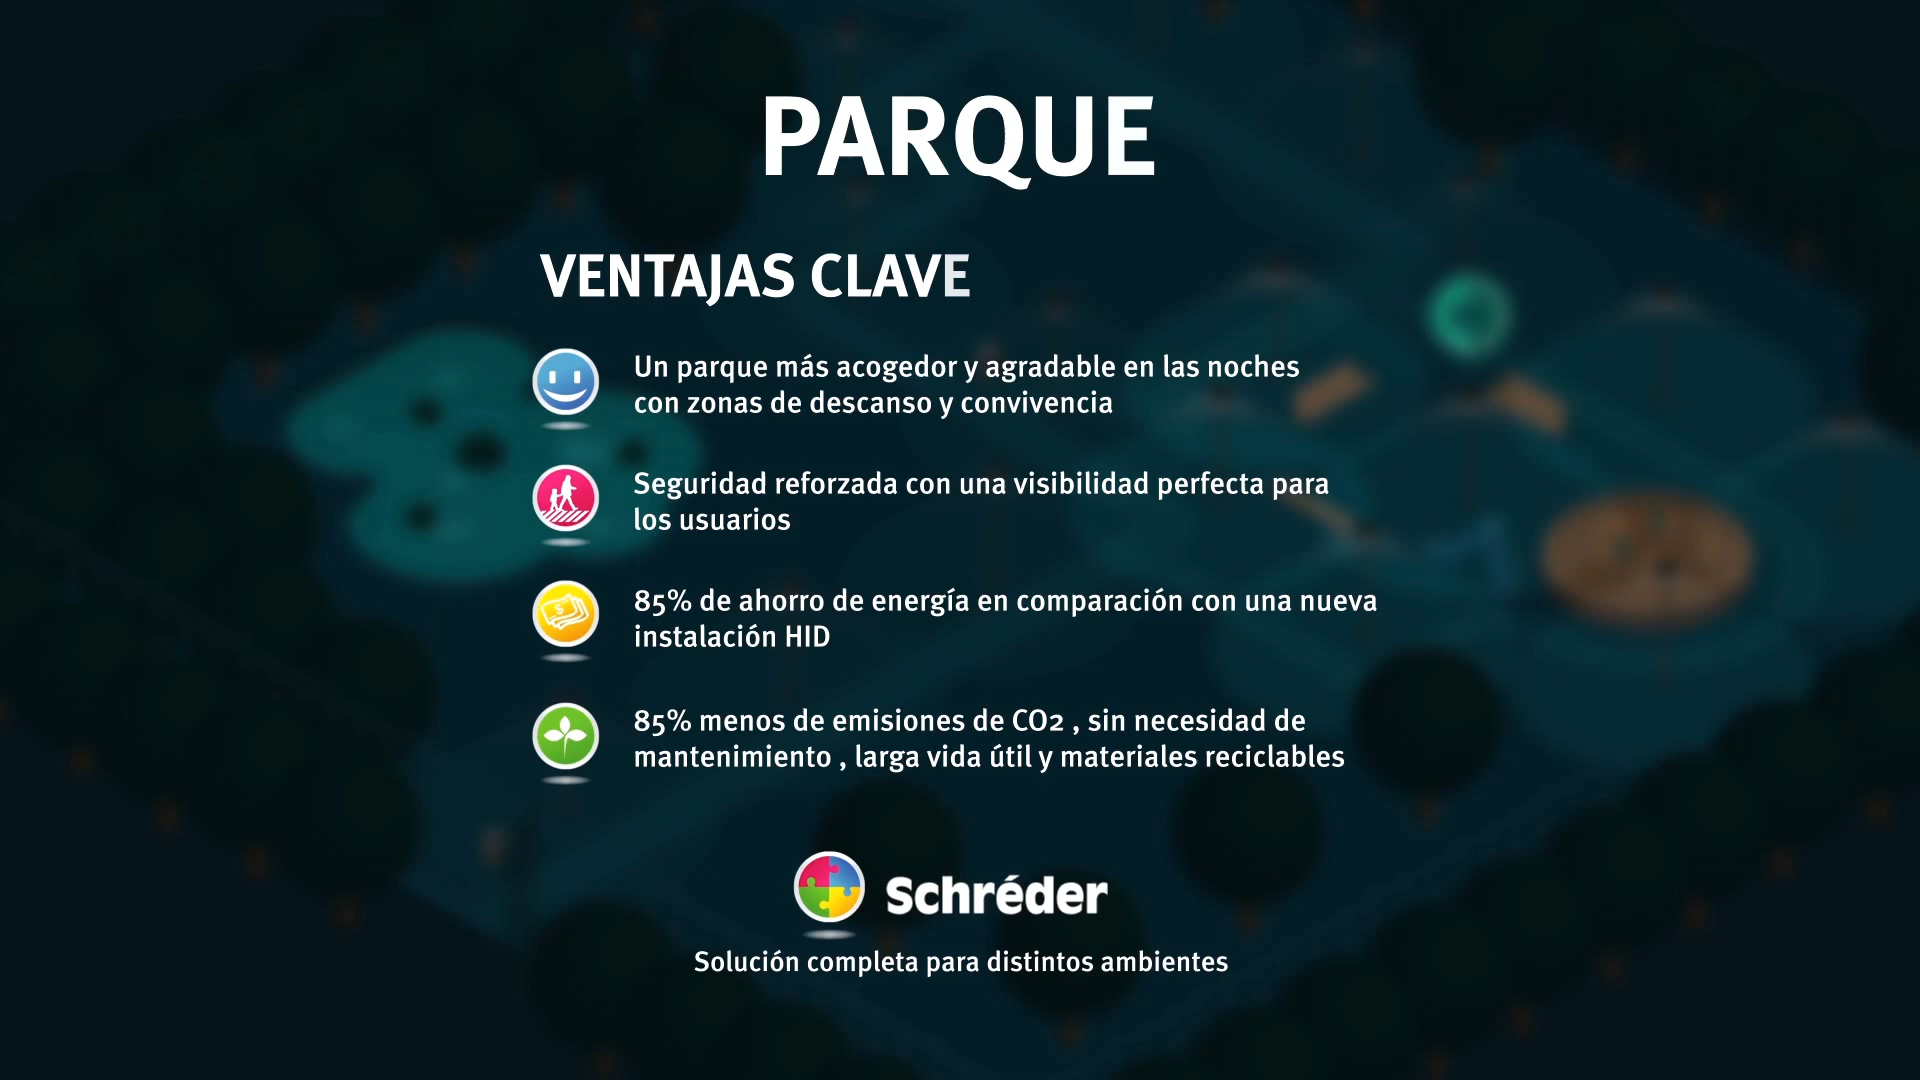 PARQUE
VENTAJAS CLAVE
Un parque más acogedor y agradable en las noches
con zonas de descanso y convivencia
Seguridad reforzada con una visibilidad perfecta para
los usuarios
85% de ahorro de energía en comparación con una nueva
instalación HID
85% menos de emisiones de CO2 , sin necesidad de
mantenimiento , larga vida útil y materiales reciclables
Schréder
Solución completa para distintos ambientes